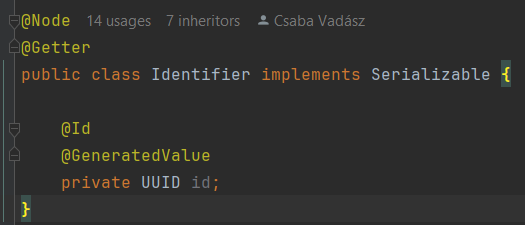 @Node 14 usages 7 inheritors Csaba Vadász
@Getter
public class Identifier implements Serializable {
@Id
@GeneratedValue
private UUID id;
}